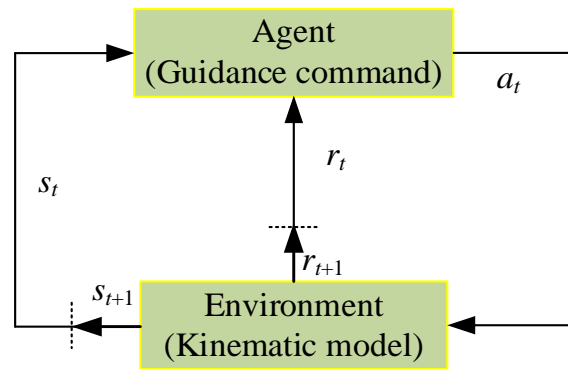 Agent
(Guidance command)
a_t
r_t
s_t
r_{t+1}
s_{t+1}
Environment
(Kinematic model)